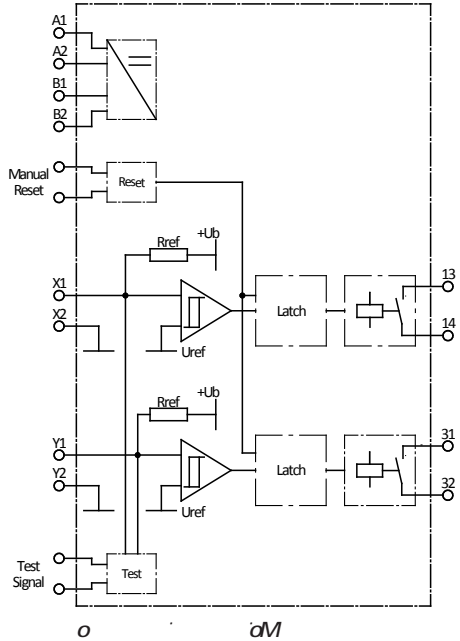 A1
A2
B1
B2
Manual
Reset
Reset
+Ub
Rref
X1
X2
Uref
Latch
13
14
+Ub
Rref
Y1
Y2
Uref
Latch
31
32
Test
Signal
Test